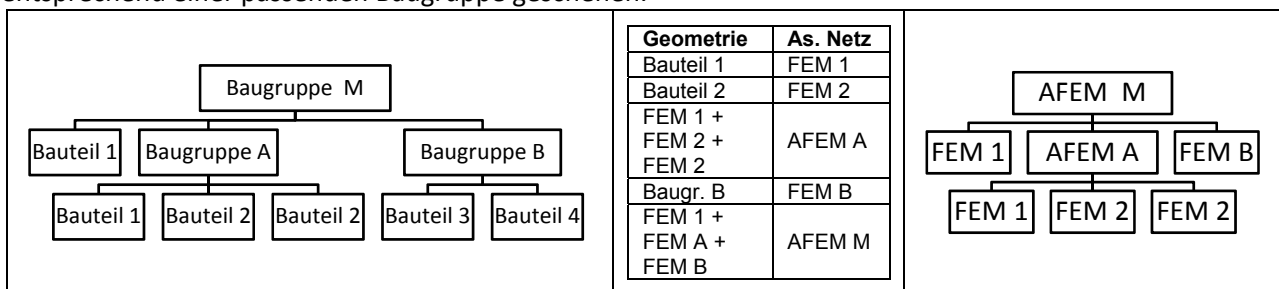 entsprechend einer passenden Baugruppe geschehen.
Baugruppe M
Bauteil 1 Baugruppe A Baugruppe B
Bauteil 1 Bauteil 2 Bauteil 2 Bauteil 3 Bauteil 4
Geometrie As. Netz
Bauteil 1 FEM 1
Bauteil 2 FEM 2
FEM 1 +
FEM 2 + AFEM A
FEM 2
Baugr. B FEM B
FEM 1 +
FEM A + AFEM M
FEM B
AFEM M
FEM 1 AFEM A FEM B
FEM 1 FEM 2 FEM 2